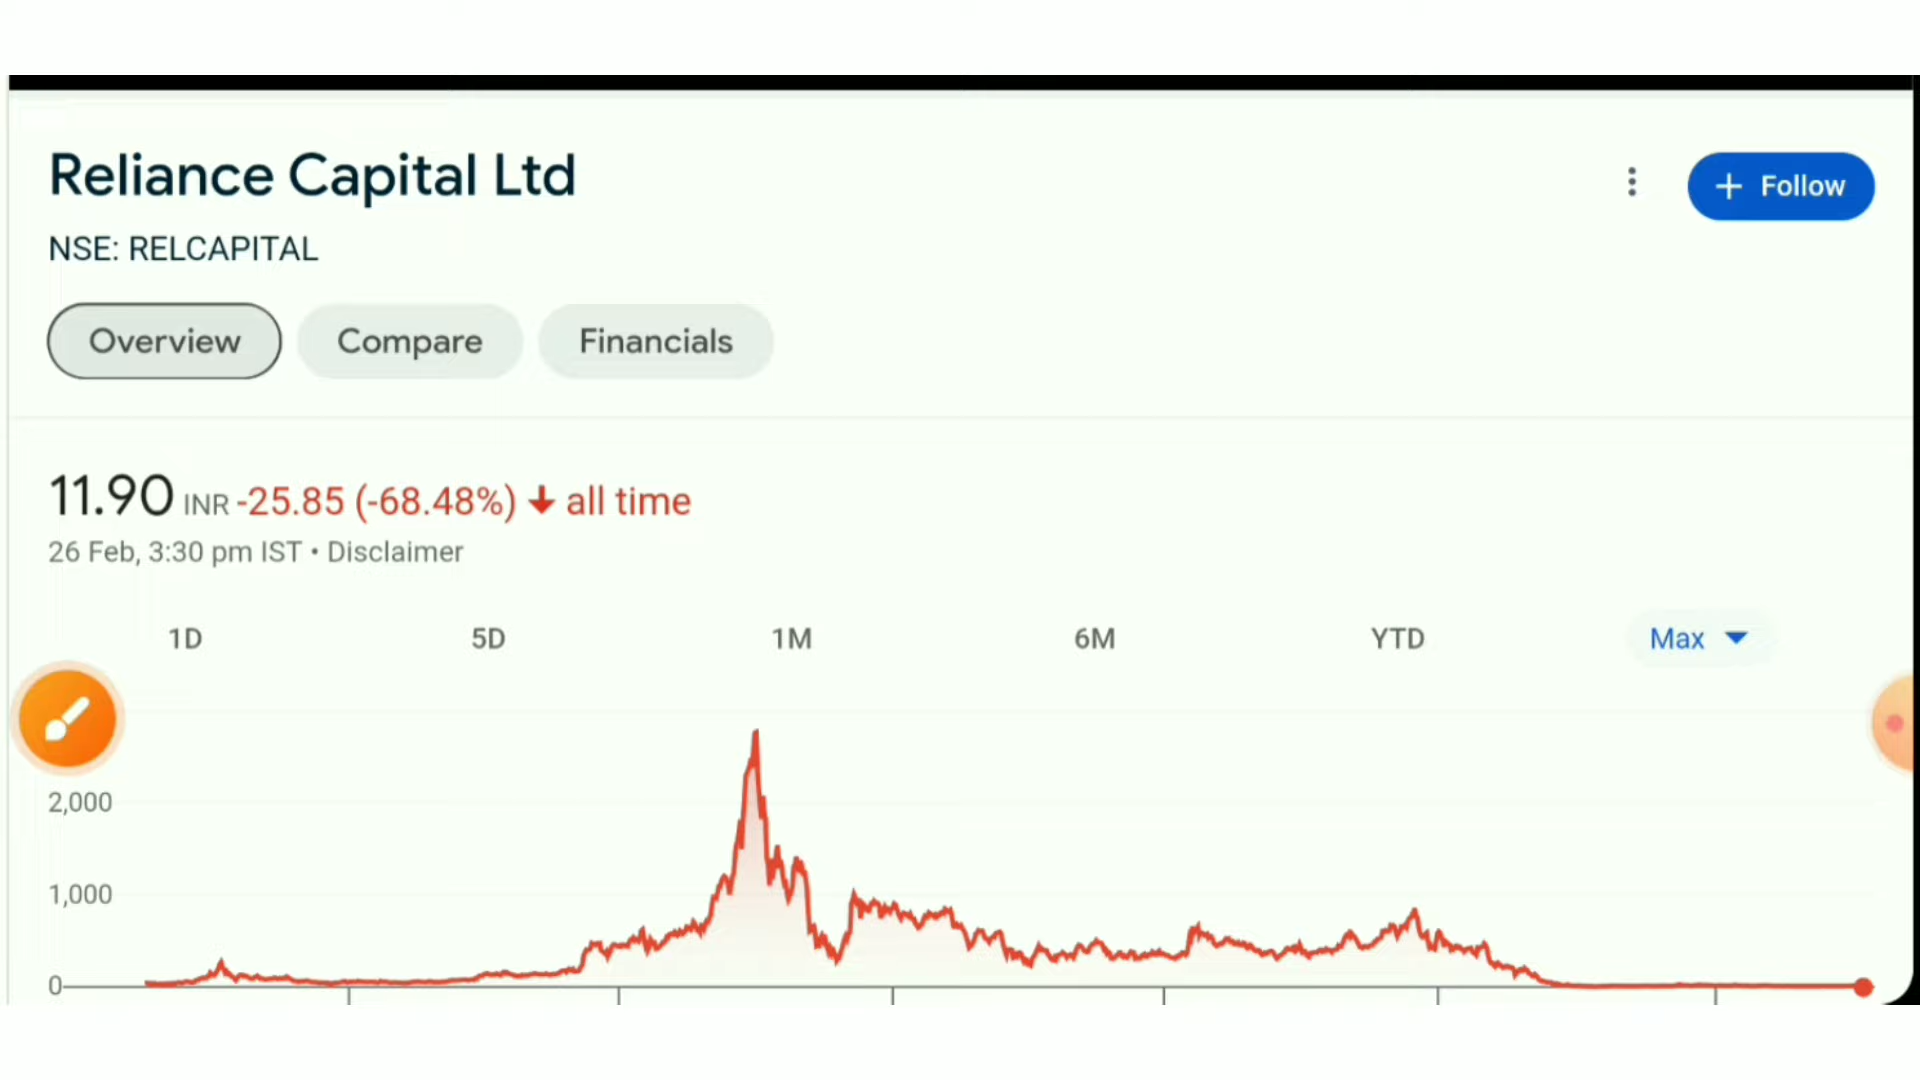 Reliance Capital Ltd
+ Follow
NSE: RELCAPITAL
Overview Compare Financials
11.90 INR -25.85 (-68.48%) ↓ all time
26 Feb, 3:30 pm IST • Disclaimer
1D 5D 1M 6M YTD Max
2,000
1,000
0